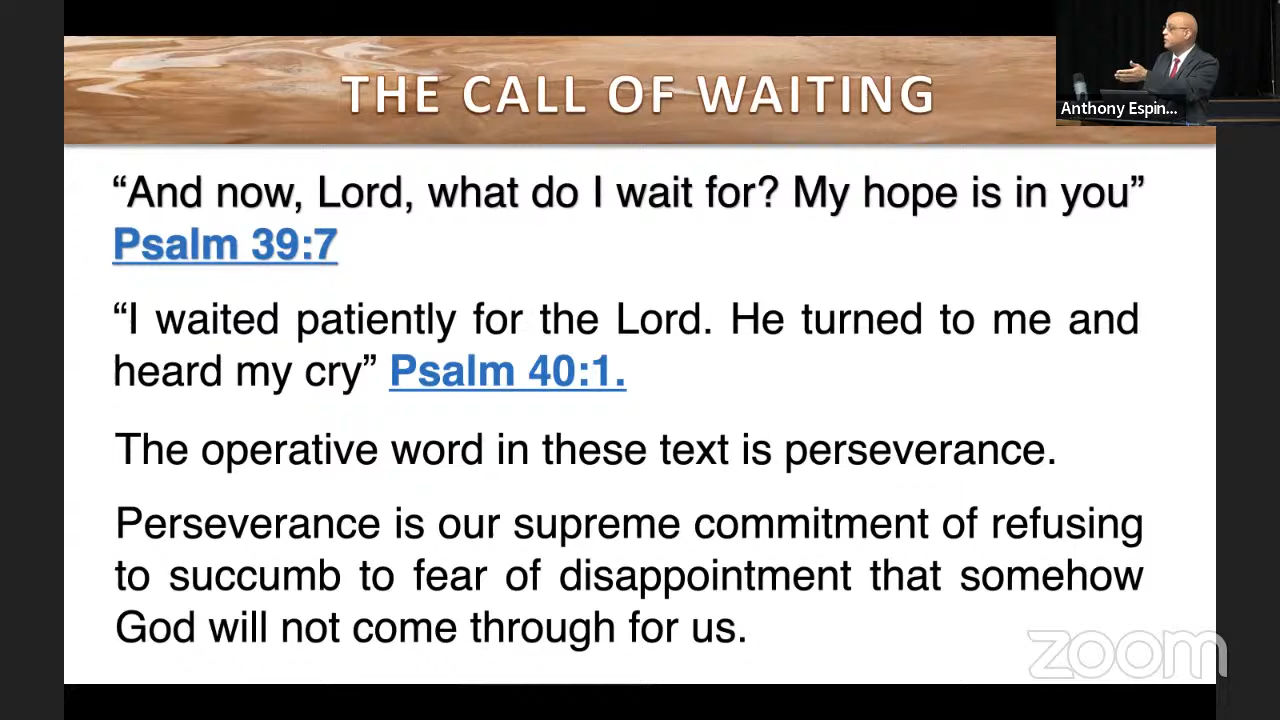 THE CALL OF WAITING
Anthony Espin...
“And now, Lord, what do I wait for? My hope is in you”
Psalm 39:7
“I waited patiently for the Lord. He turned to me and
heard my cry” Psalm 40:1.
The operative word in these text is perseverance.
Perseverance is our supreme commitment of refusing
to succumb to fear of disappointment that somehow
God will not come through for us.
zoom